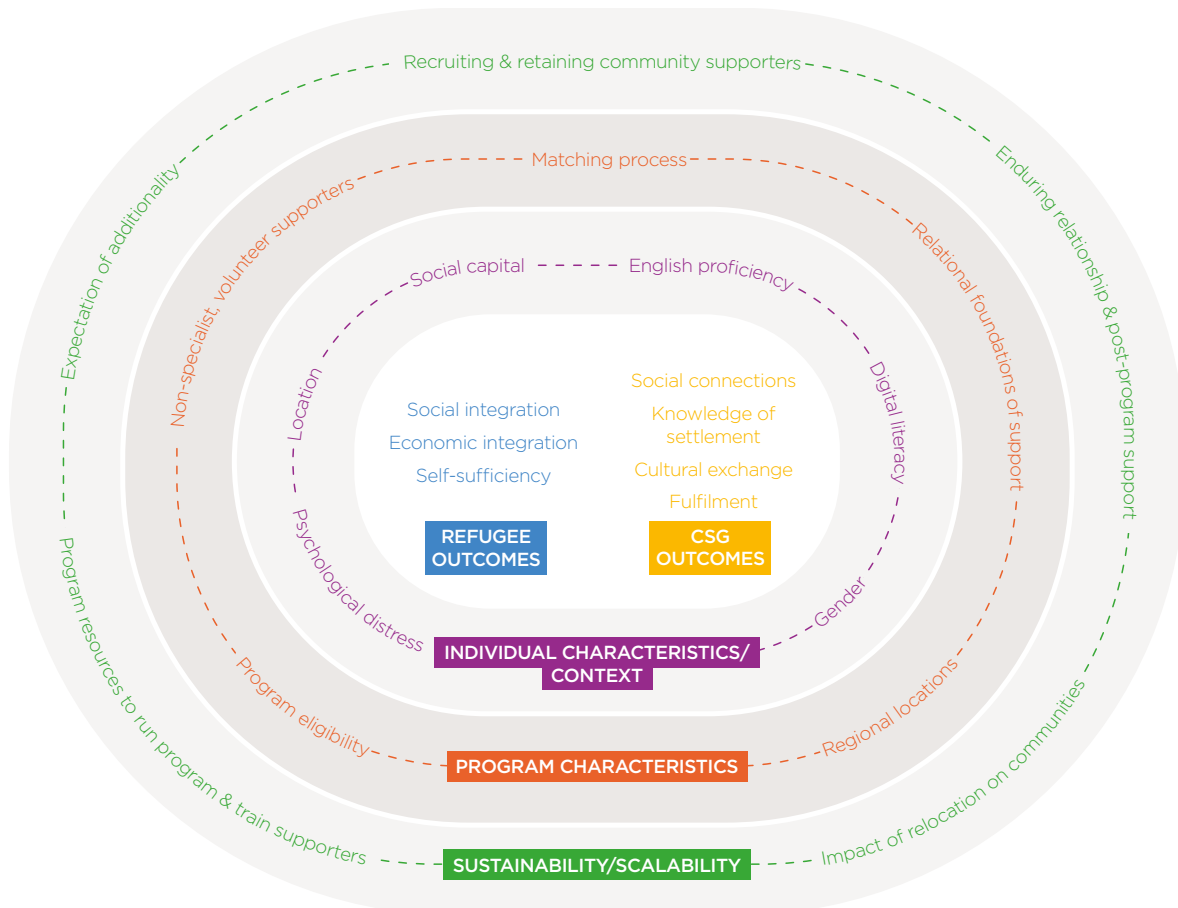 Recruiting & retaining community supporters
Expectation of additionality
Enduring relationship & post-program support
Program resources to run program & train supporters
Impact of relocation on communities
SUSTAINABILITY/SCALABILITY
Matching process
Non-specialist, volunteer supporters
Relational foundations of support
Program eligibility
Regional locations
PROGRAM CHARACTERISTICS
Social capital
English proficiency
Location
Digital literacy
Psychological distress
Gender
INDIVIDUAL CHARACTERISTICS/
CONTEXT
Social integration
Economic integration
Self-sufficiency
REFUGEE
OUTCOMES
Social connections
Knowledge of
settlement
Cultural exchange
Fulfilment
CSG
OUTCOMES